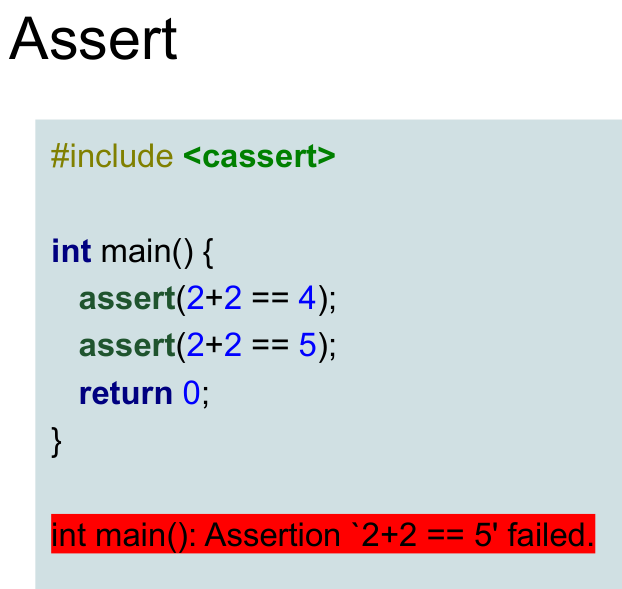 Assert
#include <cassert>
int main() {
assert(2+2 == 4);
assert(2+2 == 5);
return 0;
}
int main(): Assertion `2+2 == 5' failed.